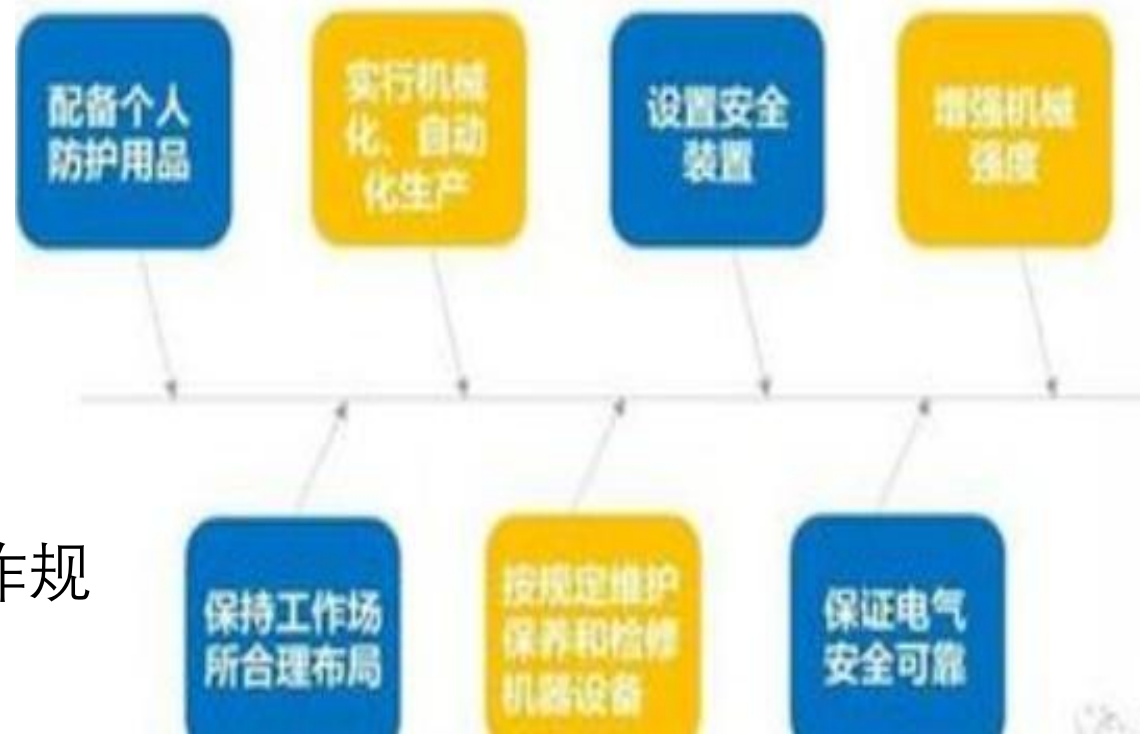 配备个人
防护用品
实行机械
化、自动
化生产
设置安全
装置
增强机械
强度
作规
保持工作场
所合理布局
按规定维护
保养和检修
机器设备
保证电气
安全可靠